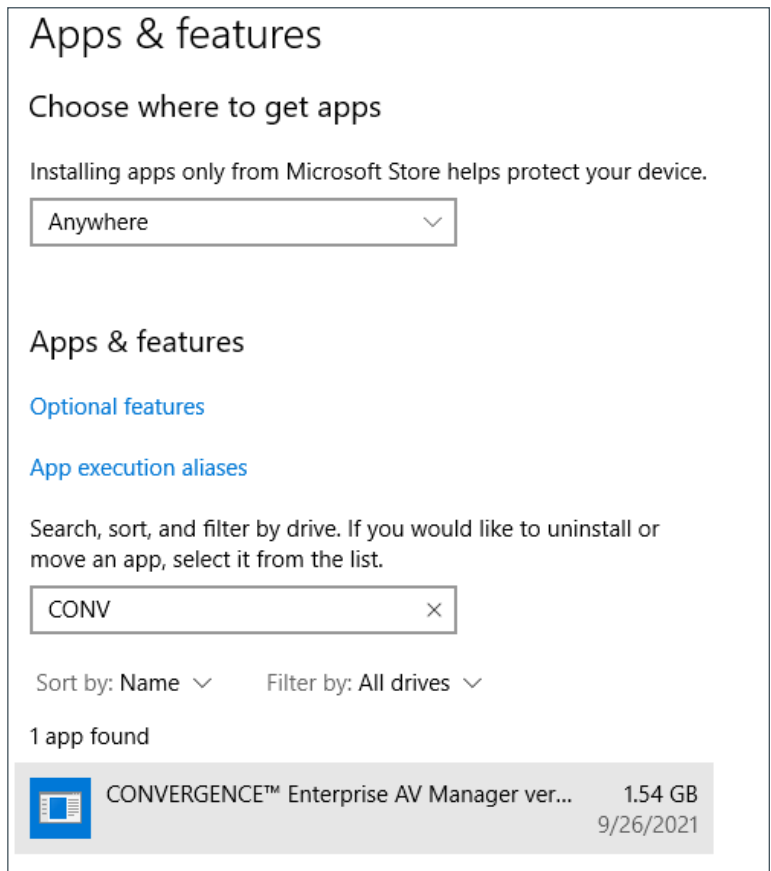 Apps & features
Choose where to get apps
Installing apps only from Microsoft Store helps protect your device.
Anywhere
Apps & features
Optional features
App execution aliases
Search, sort, and filter by drive. If you would like to uninstall or
move an app, select it from the list.
CONV
Sort by: Name Filter by: All drives
1 app found
CONVERGENCE™ Enterprise AV Manager ver... 1.54 GB
9/26/2021